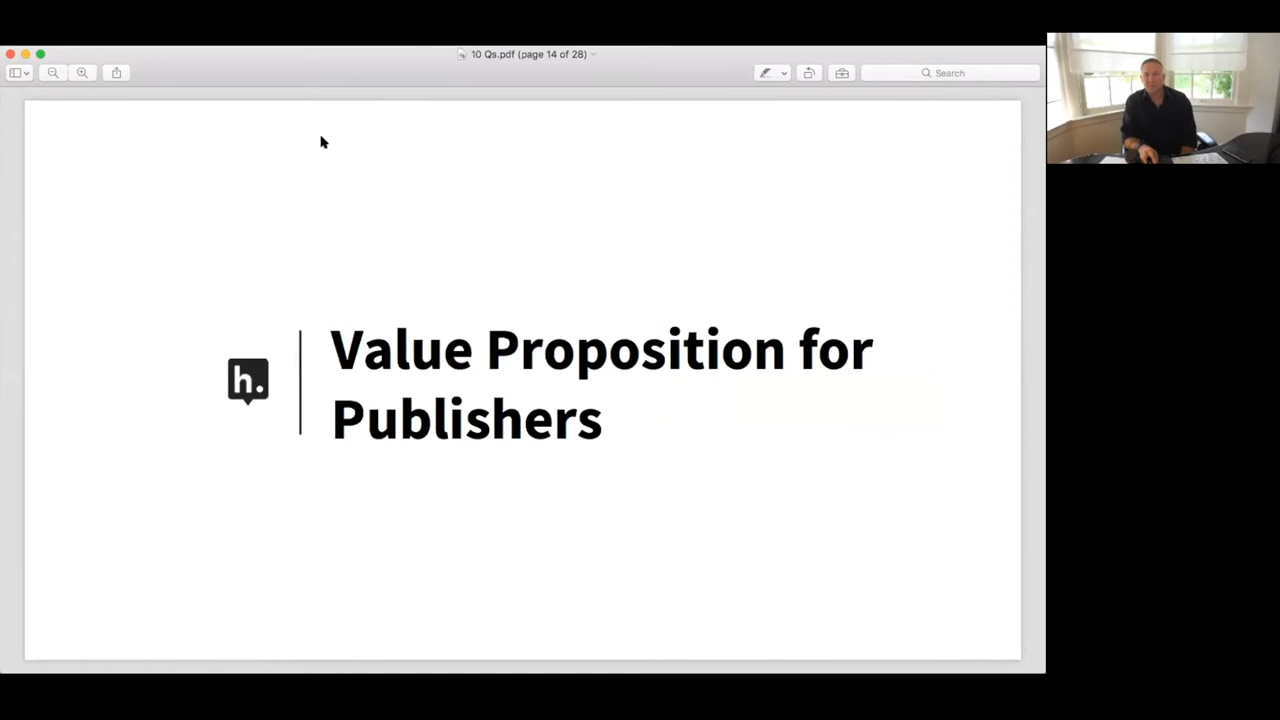 10 Qs.pdf (page 14 of 28)
Search
h.
Value Proposition for
Publishers